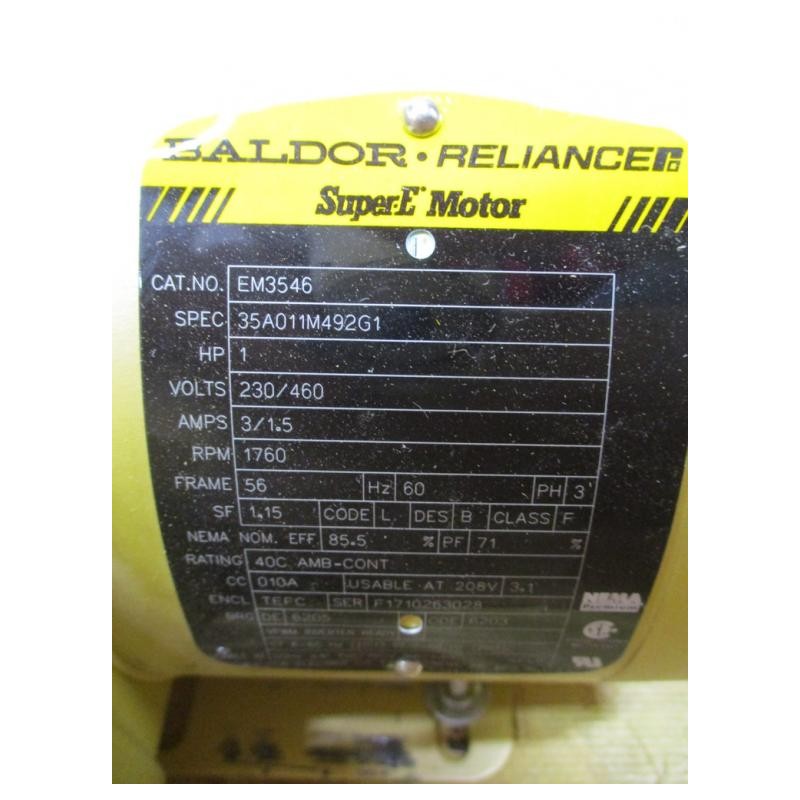 BALDOR • RELIANCE
Super-E Motor
CAT.NO. EM3546
SPEC. 35A011M492G1
HP 1
VOLTS 230/460
AMPS 3/1.5
RPM 1760
FRAME 56 Hz 60 PH 3
SF 1.15 CODE L DES B CLASS F
NEMA NOM. EFF 85.5 % PF 71 %
RATING 40C AMB-CONT
CC 010A USABLE AT 208V 3.1
ENCL TEFC SER F1710263028
BRG DE 6205 ODE 6203
NEMA
Premium